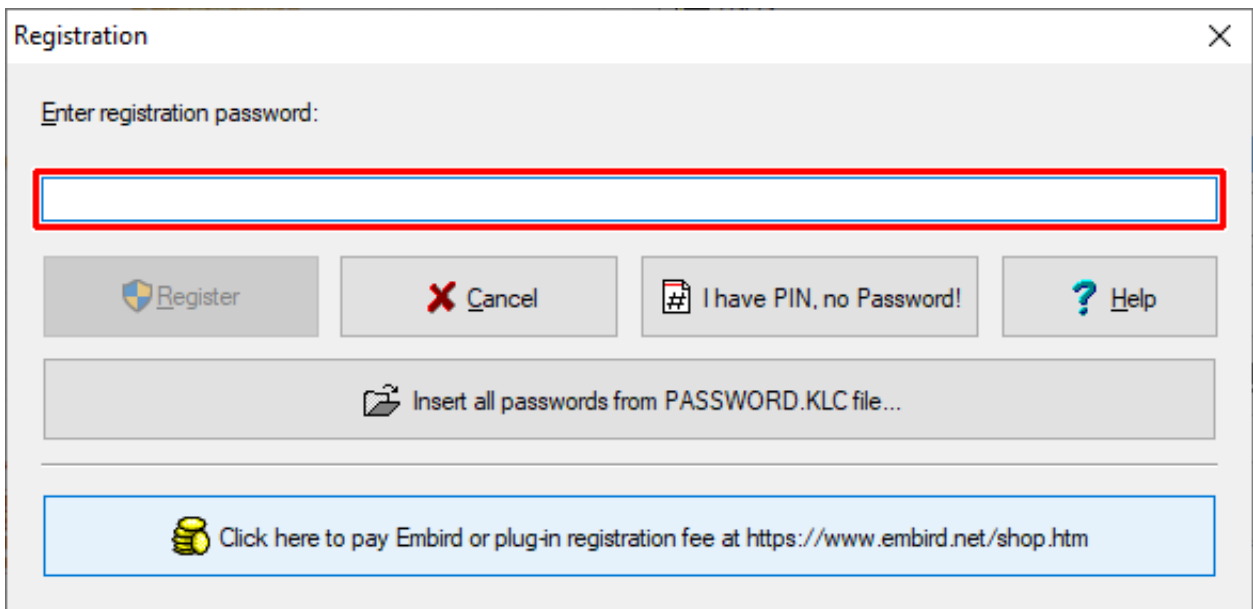 Registration
Enter registration password:
Register
Cancel
# I have PIN, no Password!
? Help
Insert all passwords from PASSWORD.KLC file...
Click here to pay Embird or plug-in registration fee at https://www.embird.net/shop.htm